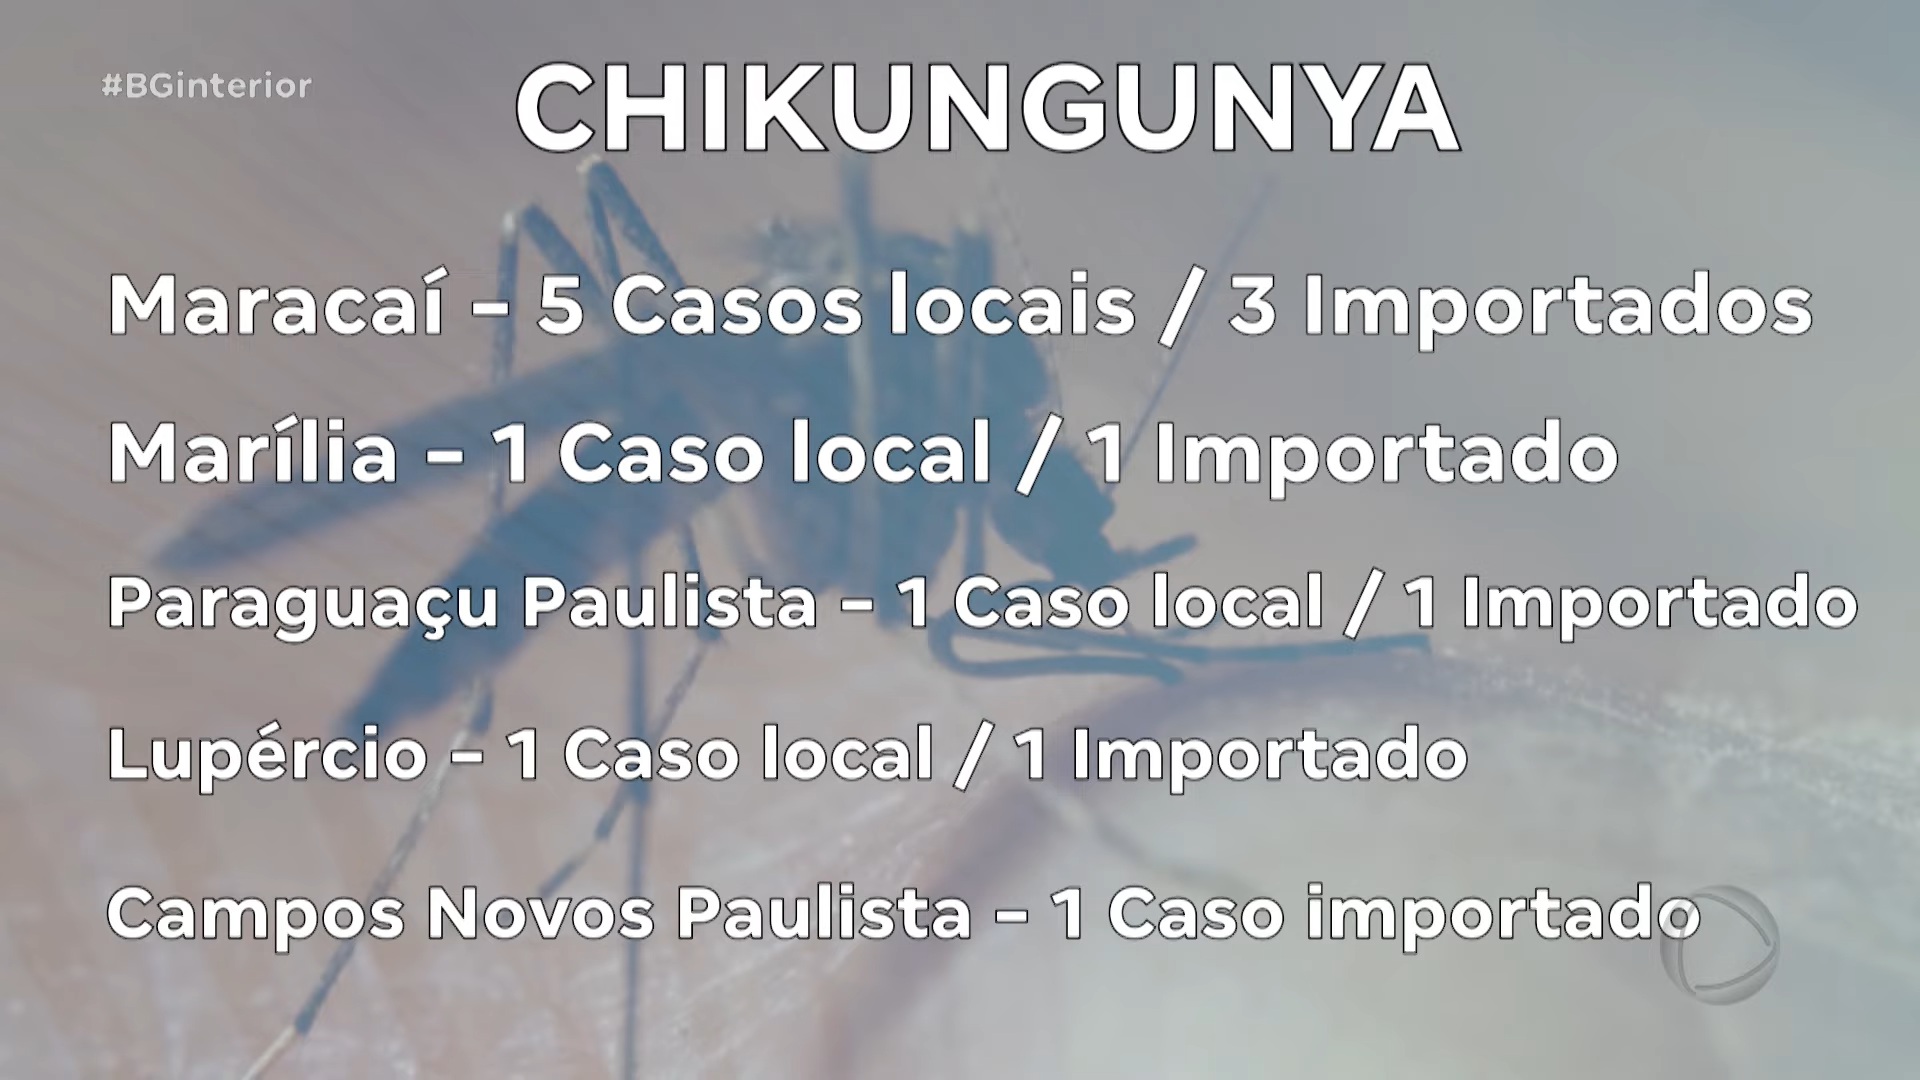 #BGinterior
CHIKUNGUNYA
Maracaí - 5 Casos locais / 3 Importados
Marília - 1 Caso local / 1 Importado
Paraguaçu Paulista - 1 Caso local / 1 Importado
Lupércio - 1 Caso local / 1 Importado
Campos Novos Paulista - 1 Caso importado